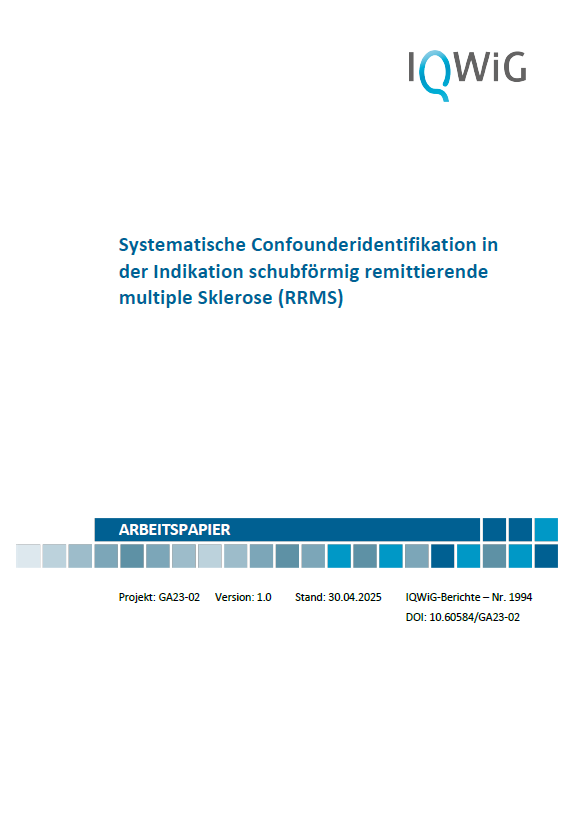 IQWiG
Systematische Confounderidentifikation in
der Indikation schubförmig remittierende
multiple Sklerose (RRMS)
ARBEITSPAPIER
Projekt: GA23-02 Version: 1.0 Stand: 30.04.2025 IQWiG-Berichte – Nr. 1994
DOI: 10.60584/GA23-02